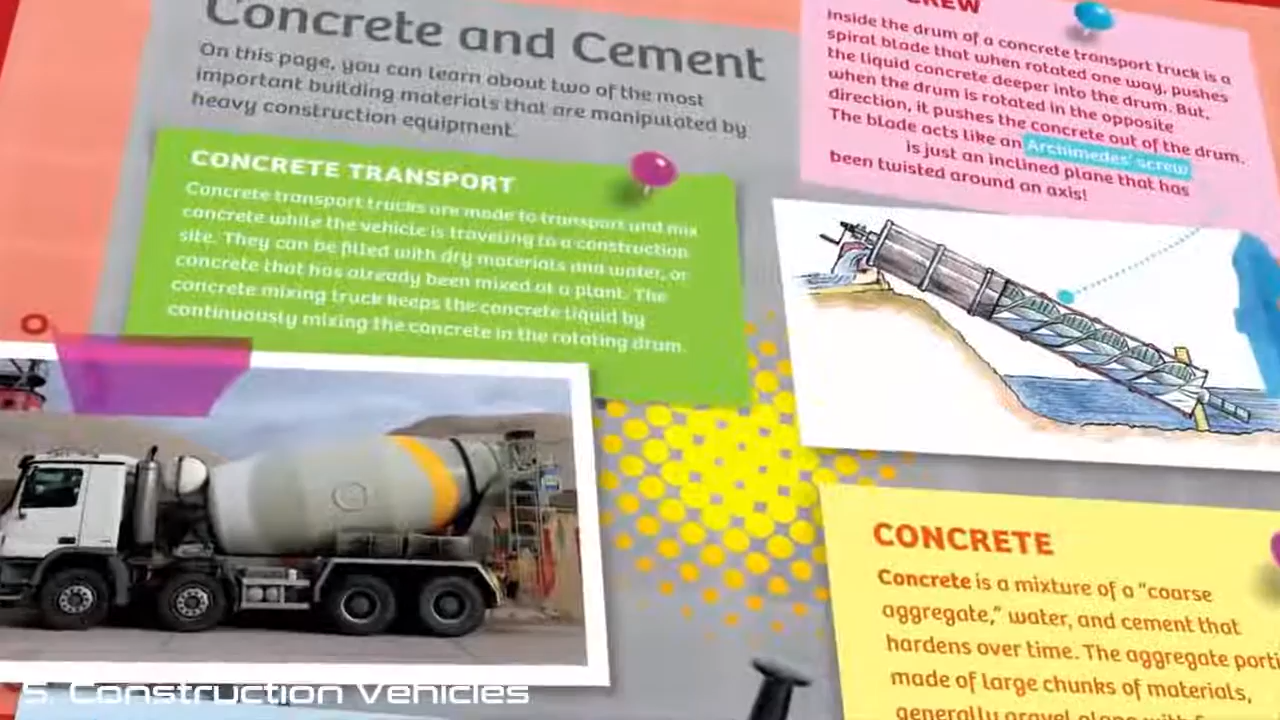 Concrete and Cement
On this page, you can learn about two of the most
important building materials that are manipulated by
heavy construction equipment.
CONCRETE TRANSPORT
Concrete transport trucks are made to transport and mix
concrete while the vehicle is traveling to a construction
site. They can be filled with dry materials and water, or
concrete that has already been mixed at a plant. The
concrete mixing truck keeps the concrete liquid by
continuously mixing the concrete in the rotating drum.
Inside the drum of a concrete transport truck is a
spiral blade that when rotated one way, pushes
the liquid concrete deeper into the drum. But,
when the drum is rotated in the opposite
direction, it pushes the concrete out of the drum.
The blade acts like an Archimedes' screw
is just an inclined plane that has
been twisted around an axis!
CONCRETE
Concrete is a mixture of a "coarse
aggregate," water, and cement that
hardens over time. The aggregate porti
made of large chunks of materials,
generally gravel along with
5. Construction Vehicles